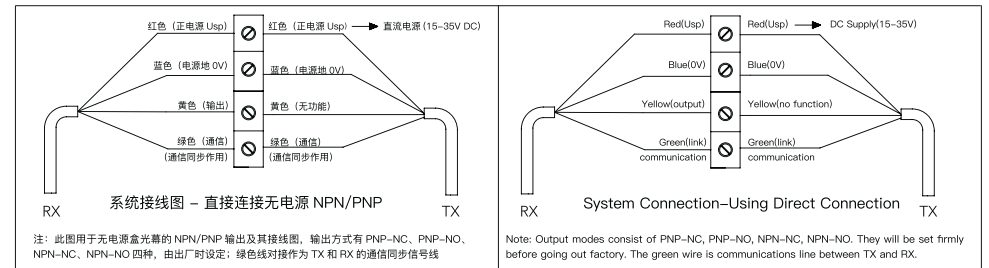 红色（正电源 Usp) 红色（正电源 Usp) 直流电源 (15-35V DC)
蓝色（电源地 0V) 蓝色（电源地 0V)
黄色（输出） 黄色（无功能）
绿色（通信） 绿色（通信）
(通信同步作用) (通信同步作用)
系统接线图 – 直接连接无电源 NPN/PNP
RX TX
注：此图用于无电源盒光幕的 NPN/PNP 输出及其接线图，输出方式有 PNP-NC、PNP-NO、
NPN-NC、NPN-NO 四种，由出厂时设定；绿色线对接作为 TX 和 RX 的通信同步信号线
Red(Usp) Red(Usp) DC Supply(15-35V)
Blue(0V) Blue(0V)
Yellow(output) Yellow(no function)
Green(link) Green(link)
communication communication
System Connection–Using Direct Connection
RX TX
Note: Output modes consist of PNP-NC, PNP-NO, NPN-NC, NPN-NO. They will be set firmly
before going out factory. The green wire is communications line between TX and RX.